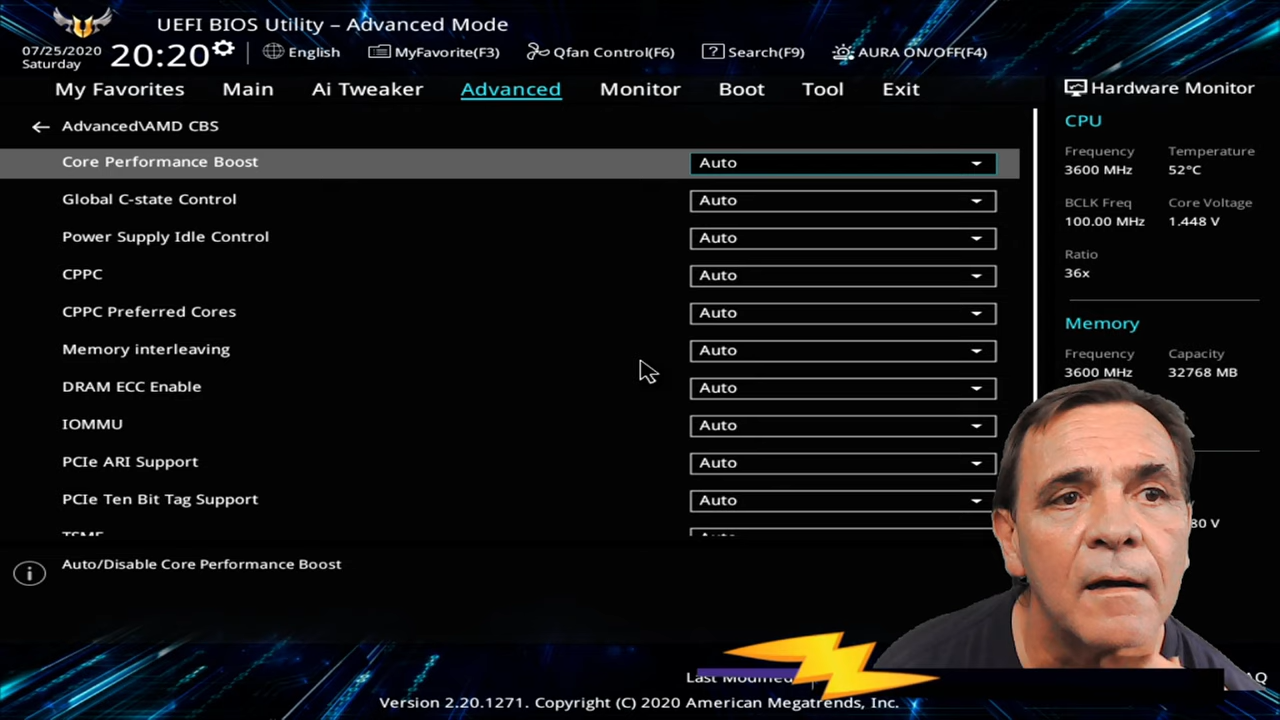 UEFI BIOS Utility – Advanced Mode
07/25/2020
Saturday
20:20
English
MyFavorite(F3)
Qfan Control(F6)
? Search(F9)
AURA ON/OFF(F4)
My Favorites Main Ai Tweaker Advanced Monitor Boot Tool Exit
Hardware Monitor
← Advanced\AMD CBS
Core Performance Boost Auto
Global C-state Control Auto
Power Supply Idle Control Auto
CPPC Auto
CPPC Preferred Cores Auto
Memory interleaving Auto
DRAM ECC Enable Auto
IOMMU Auto
PCIe ARI Support Auto
PCIe Ten Bit Tag Support Auto
TSME Auto
CPU
Frequency Temperature
3600 MHz 52°C
BCLK Freq Core Voltage
100.00 MHz 1.448 V
Ratio
36x
Memory
Frequency Capacity
3600 MHz 32768 MB
80 V
i Auto/Disable Core Performance Boost
Last Modified
AQ
Version 2.20.1271. Copyright (C) 2020 American Megatrends, Inc.